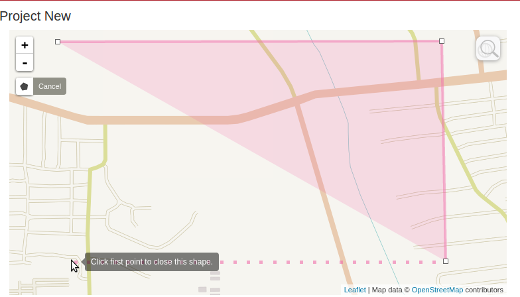 Project New
+
-
Cancel
Click first point to close this shape.
Leaflet | Map data © OpenStreetMap contributors